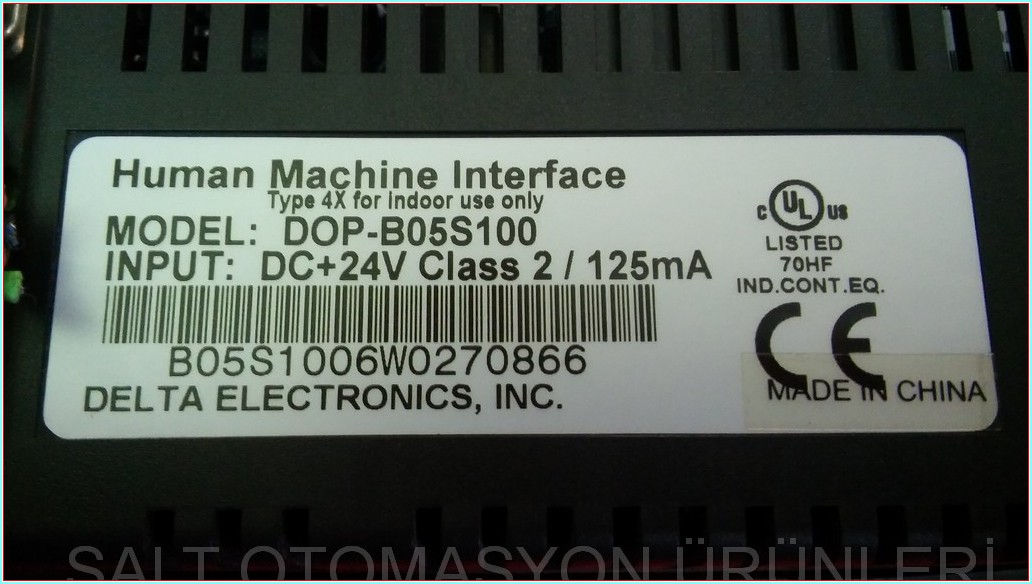 Human Machine Interface
Type 4X for Indoor use only
MODEL: DOP-B05S100
INPUT: DC+24V Class 2 / 125mA
B05S1006W0270866
DELTA ELECTRONICS, INC.
C UL US
LISTED
70HF
IND.CONT.EQ.
CE
MADE IN CHINA
SALT OTOMASYON ÜRÜNLERİ